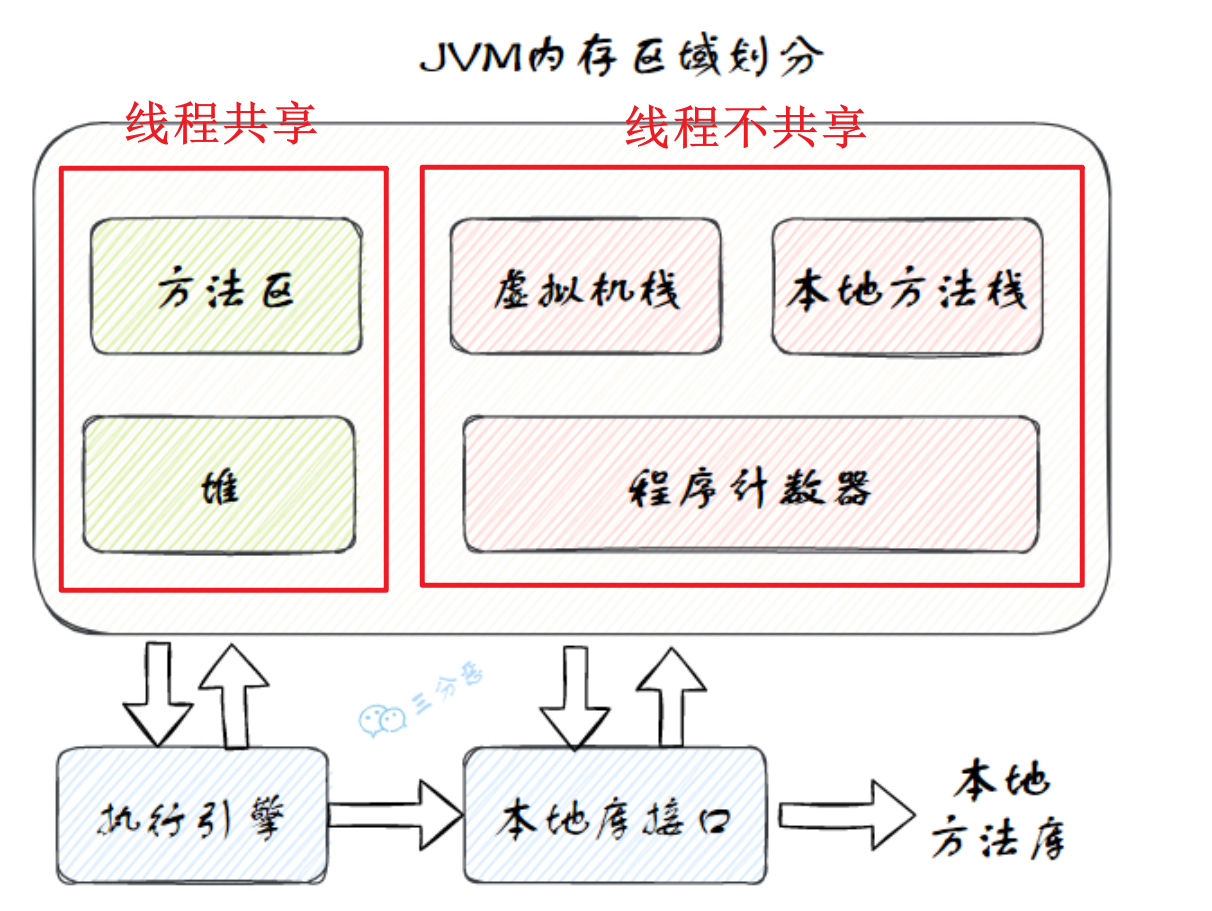 JVM内存区域划分
线程共享
线程不共享
方法区
虚拟机栈
本地方法栈
堆
程序计数器
三分恶
执行引擎
本地库接口
本地
方法库